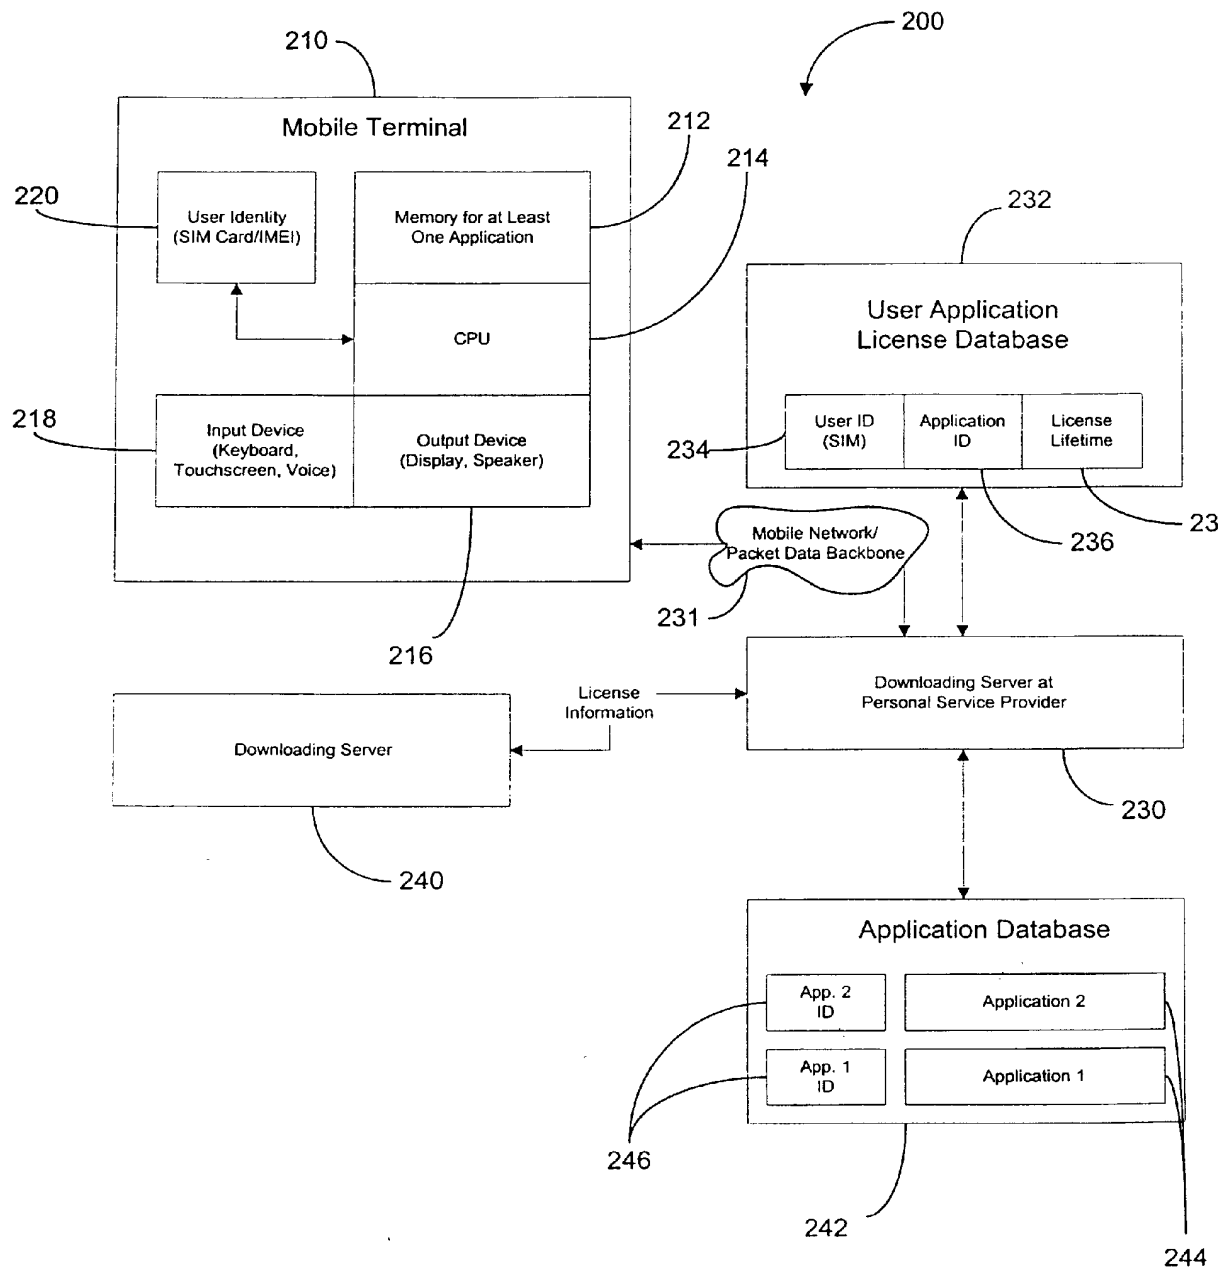 200
210
Mobile Terminal
212
214
220
User Identity
(SIM Card/IMEI)
Memory for at Least
One Application
232
CPU
User Application
License Database
218
Input Device
(Keyboard,
Touchscreen, Voice)
Output Device
(Display, Speaker)
234
User ID
(SIM)
Application
ID
License
Lifetime
236
23
Mobile Network/
Packet Data Backbone
231
216
License
Information
Downloading Server at
Personal Service Provider
Downloading Server
230
240
Application Database
App. 2
ID
Application 2
App. 1
ID
Application 1
246
242
244